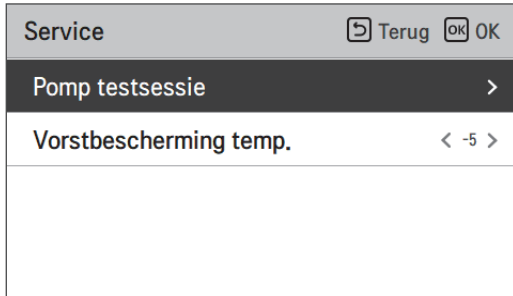 Service Terug OK OK
Pomp testsessie >
Vorstbescherming temp. < -5 >